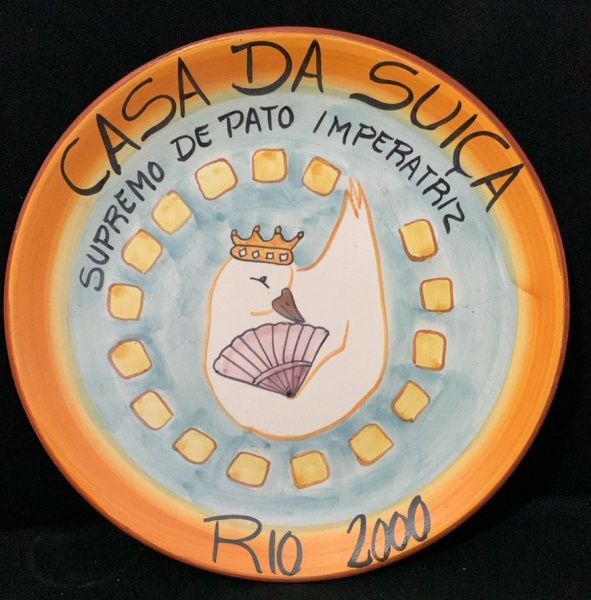 CASA DA SUIÇA
SUPREMO DE PATO IMPERATRIZ
RIO 2000